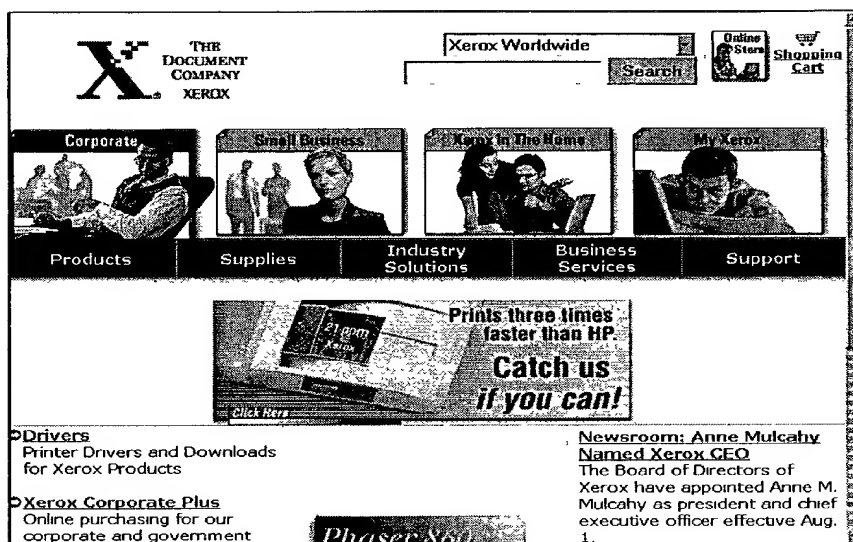 THE
DOCUMENT
COMPANY
XEROX
Xerox Worldwide
Search
Online
Store
Shopping
Cart
Corporate
Small Business
Xerox In The Home
My Xerox
Products
Supplies
Industry
Solutions
Business
Services
Support
21 ppm
Xerox
Prints three times
faster than HP.
Catch us
if you can!
Click Here
Drivers
Printer Drivers and Downloads
for Xerox Products
Xerox Corporate Plus
Online purchasing for our
corporate and government
Phaser
Newsroom: Anne Mulcahy
Named Xerox CEO
The Board of Directors of
Xerox have appointed Anne M.
Mulcahy as president and chief
executive officer effective Aug.
1.